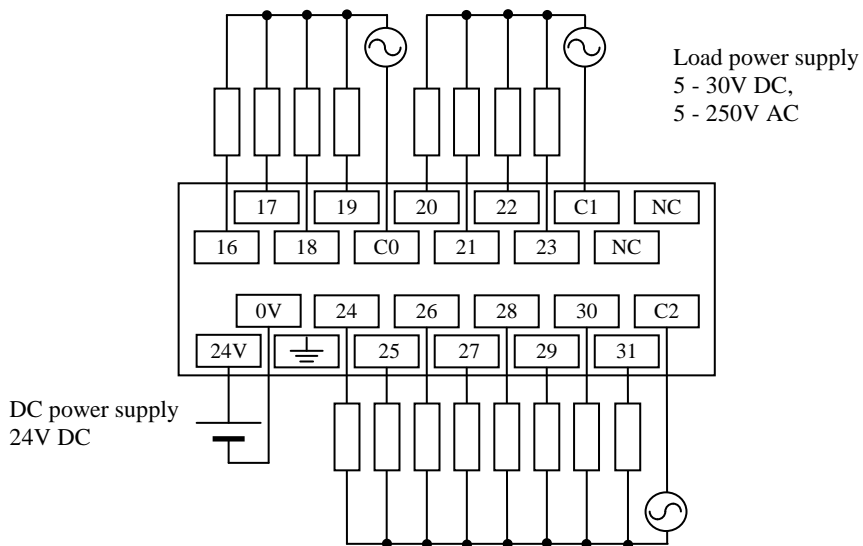 Load power supply
5 - 30V DC,
5 - 250V AC
17 19 20 22 C1 NC
16 18 C0 21 23 NC
0V 24 26 28 30 C2
24V 25 27 29 31
DC power supply
24V DC